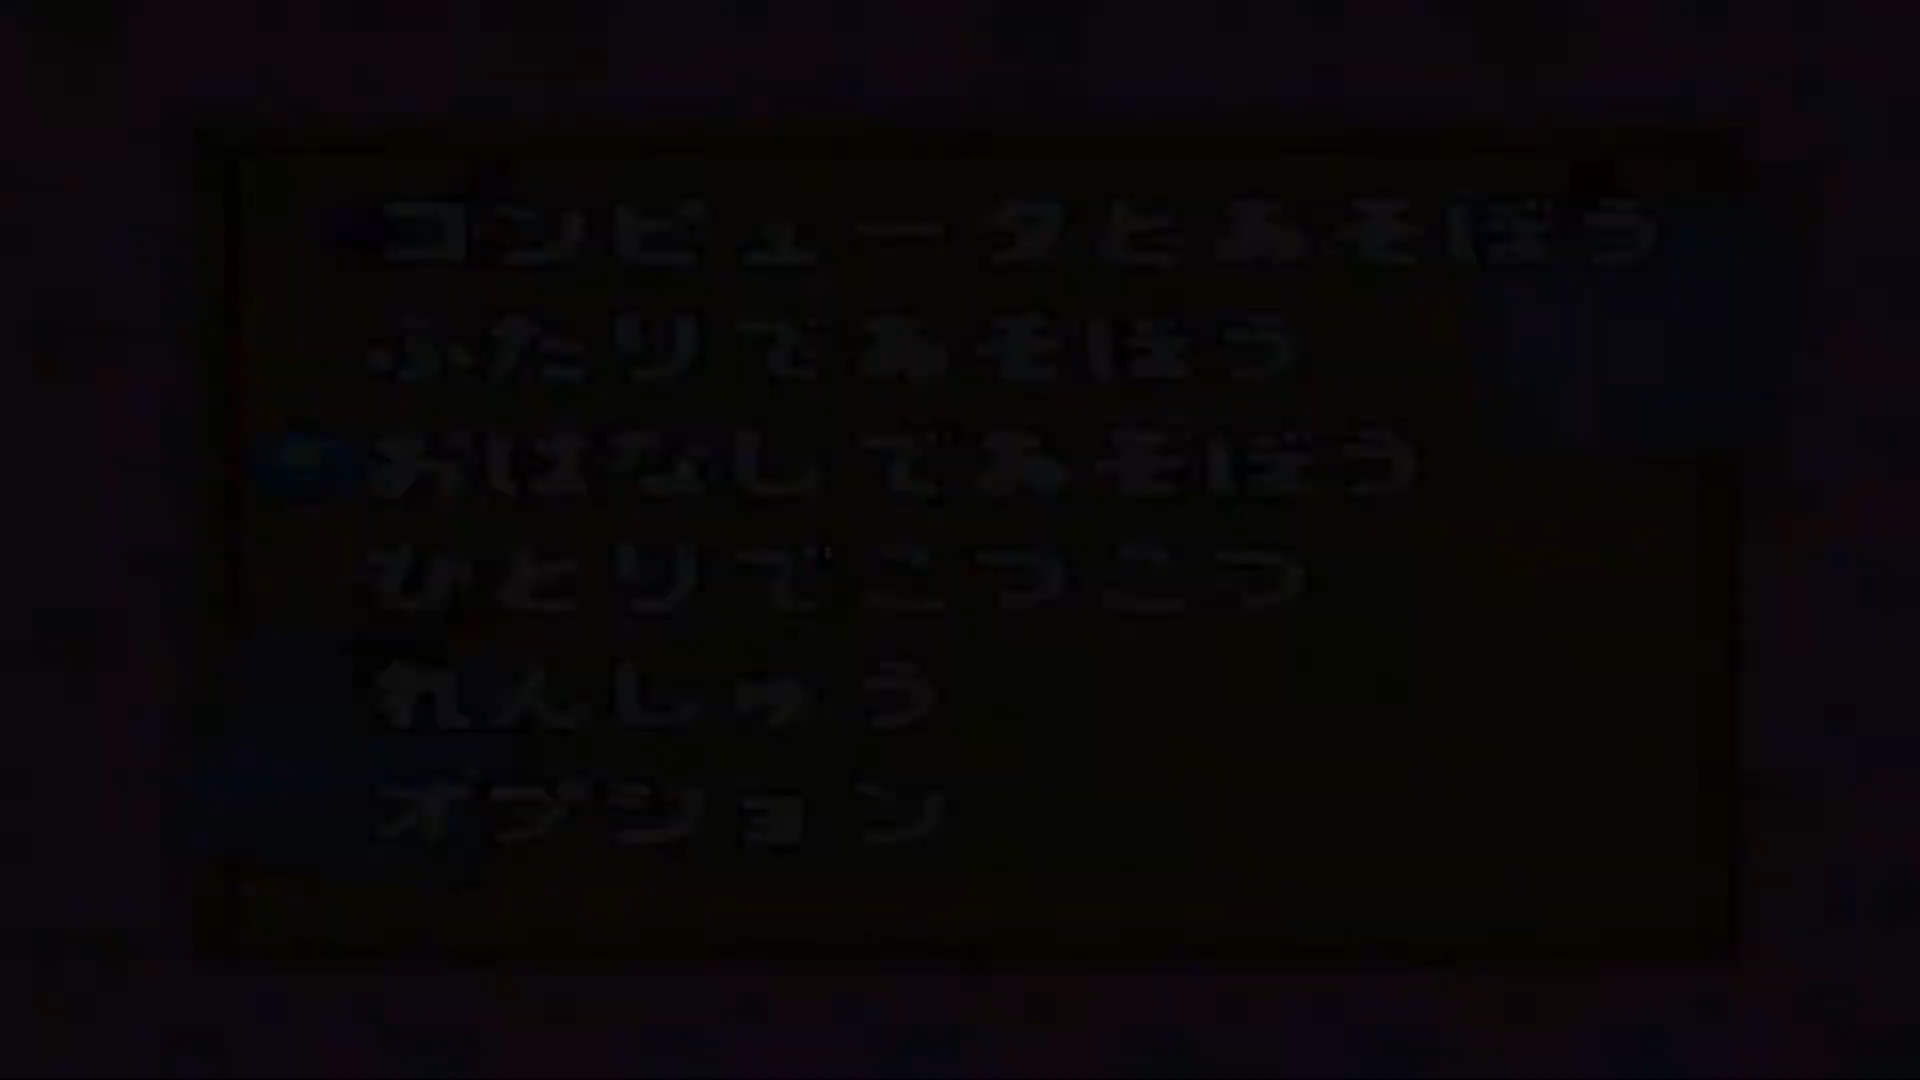 コンピュータとあそぼう
ふたりであそぼう
おはなしであそぼう
ひとりでこつこつ
れんしゅう
オプション